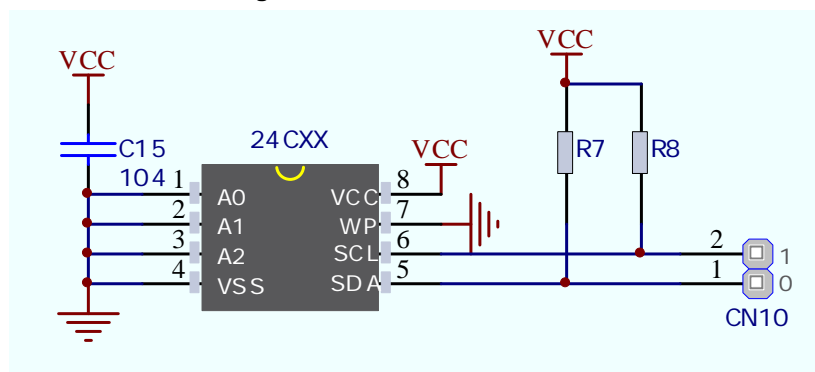 VCC
VCC
C15
104
24CXX
VCC
R7
R8
1
A0
VCC
8
2
A1
WP
7
3
A2
SCL
6
4
VSS
SDA
5
2
1
1
0
CN10